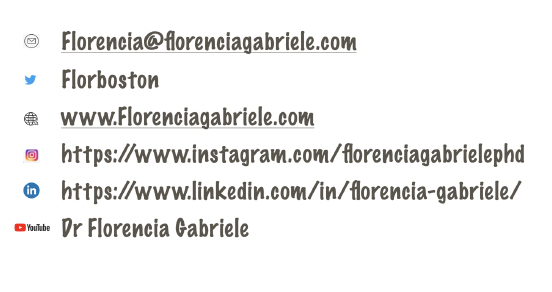 Florencia@florenciagabriele.com
Florboston
www.Florenciagabriele.com
https://www.instagram.com/florenciagabrielephd
in https://www.linkedin.com/in/florencia-gabriele/
YouTube Dr Florencia Gabriele